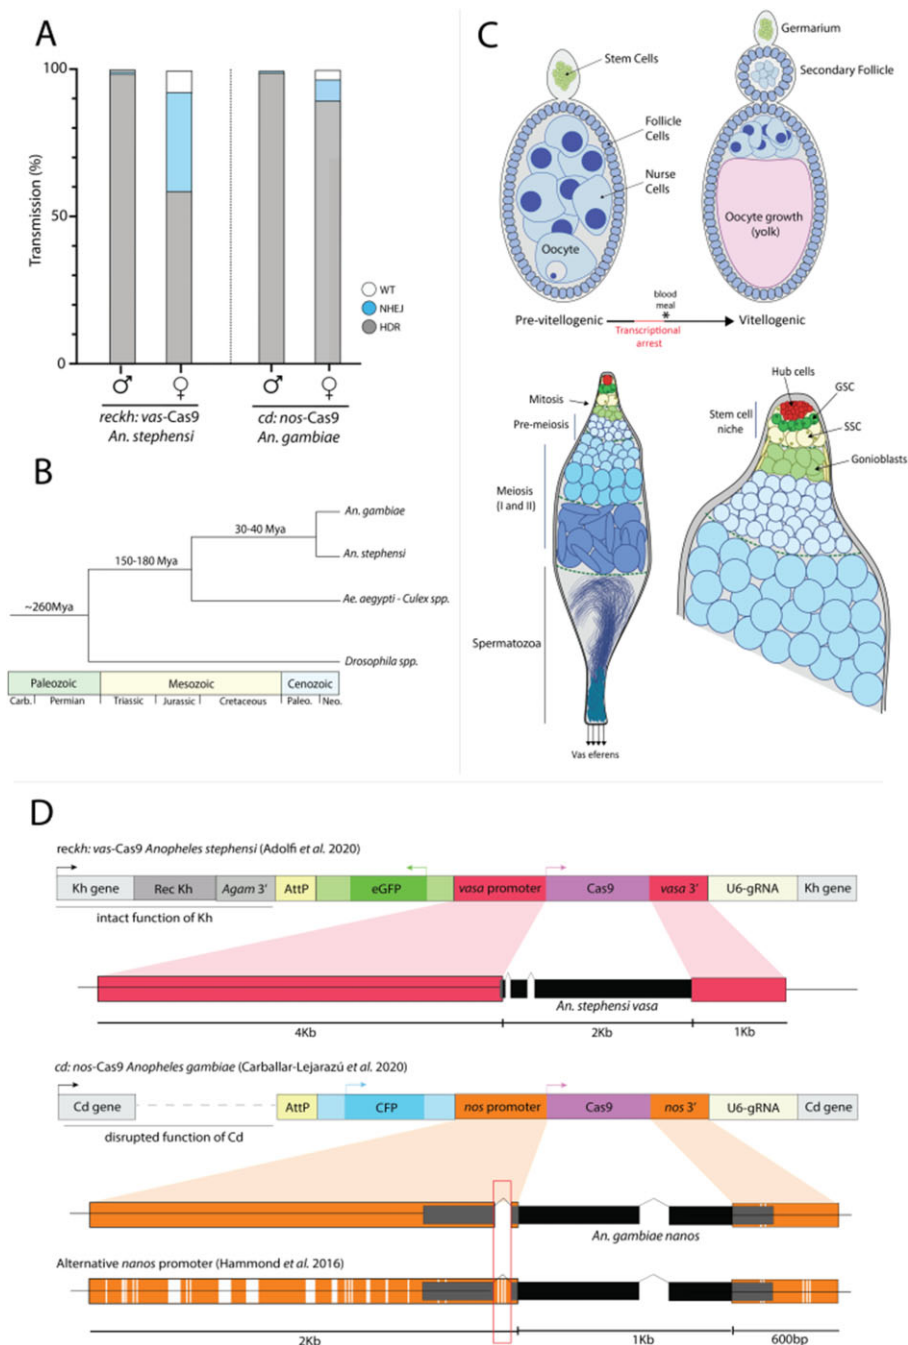 A
100
50
0
Transmission (%)
WT
NHEJ
HDR
♂ ♀ ♂ ♀
reckh: vas-Cas9
An. stephensi
cd: nos-Cas9
An. gambiae
B
An. gambiae
30-40 Mya
An. stephensi
150-180 Mya
Ae. aegypti - Culex spp.
~260Mya
Drosophila spp.
Paleozoic Mesozoic Cenozoic
Carb. Permian Triassic Jurassic Cretaceous Paleo. Neo.
C
Stem Cells
Follicle
Cells
Nurse
Cells
Oocyte
Germarium
Secondary Follicle
Oocyte growth
(yolk)
blood
meal
*
Pre-vitellogenic
Vitellogenic
Transcriptional
arrest
Mitosis
Pre-meiosis
Meiosis
(I and II)
Spermatozoa
Vas eferens
Hub cells
GSC
Stem cell
niche
SSC
Gonioblasts
D
reckh: vas-Cas9 Anopheles stephensi (Adolfi et al. 2020)
Kh gene Rec Kh Agam 3' AttP eGFP vasa promoter Cas9 vasa 3' U6-gRNA Kh gene
intact function of Kh
An. stephensi vasa
4Kb 2Kb 1Kb
cd: nos-Cas9 Anopheles gambiae (Carballar-Lejarazú et al. 2020)
Cd gene AttP CFP nos promoter Cas9 nos 3' U6-gRNA Cd gene
disrupted function of Cd
An. gambiae nanos
Alternative nanos promoter (Hammond et al. 2016)
2Kb 1Kb 600bp